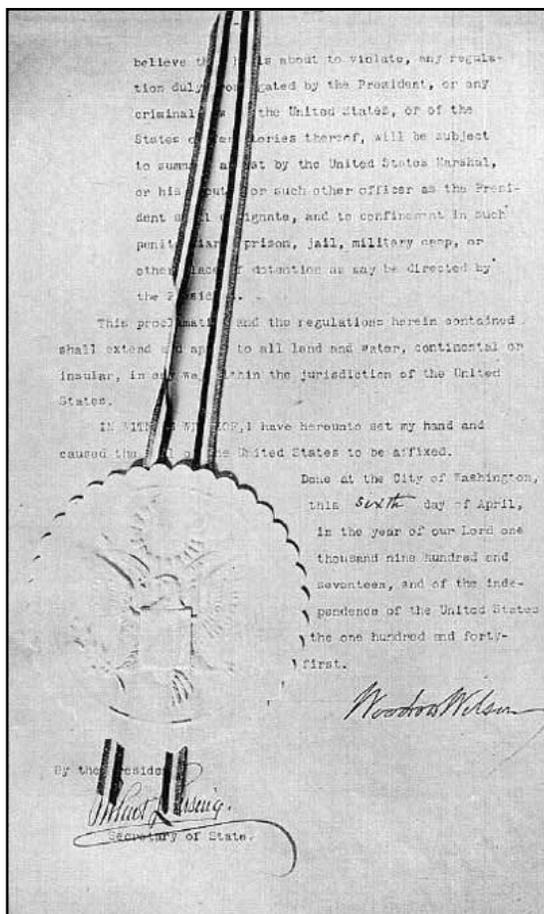 believe is about to violate, any regula-
tion duly by the President, or any
criminal the United States, or of the
States thereof, will be subject
to by the United States Marshal,
or his or such other officer as the Presi-
dent and to confinement in such
prison, jail, military camp, or
other of detention as may be directed by
the
This and the regulations herein contained
shall extend to all land and water, continental or
insular, in within the jurisdiction of the United
States.
IN I have hereunto set my hand and
caused the of the United States to be affixed.
Done at the City of Washington,
this sixth day of April,
in the year of our Lord one
thousand nine hundred and
seventeen, and of the inde-
pendence of the United States
the one hundred and forty-
first.
Woodrow Wilson
By the
Secretary of State.